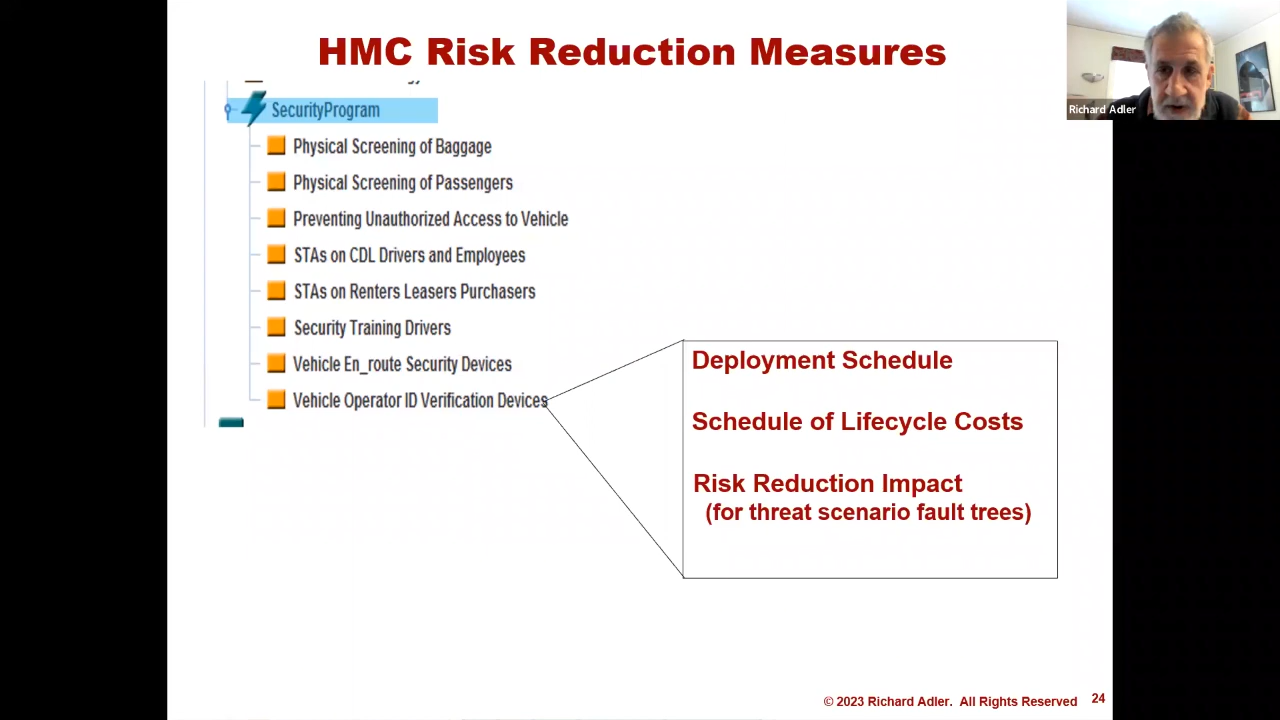 HMC Risk Reduction Measures
Richard Adler
SecurityProgram
Physical Screening of Baggage
Physical Screening of Passengers
Preventing Unauthorized Access to Vehicle
STAs on CDL Drivers and Employees
STAs on Renters Leasers Purchasers
Security Training Drivers
Vehicle En_route Security Devices
Vehicle Operator ID Verification Devices
Deployment Schedule
Schedule of Lifecycle Costs
Risk Reduction Impact
(for threat scenario fault trees)
© 2023 Richard Adler. All Rights Reserved 24